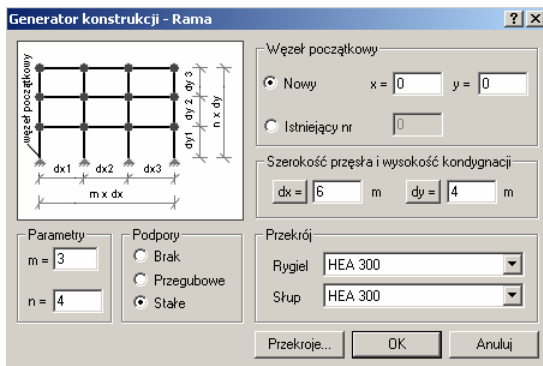 Generator konstrukcji - Rama
węzeł początkowy
dy1
dy 2
dy 3
n x dy
dx1 dx2 dx3
m x dx
Węzeł początkowy
Nowy x = 0 y = 0
Istniejący nr 0
Szerokość przęsła i wysokość kondygnacji
dx = 6 m dy = 4 m
Parametry
m = 3
n = 4
Podpory
Brak
Przegubowe
Stałe
Przekrój
Rygiel HEA 300
Słup HEA 300
Przekroje... OK Anuluj